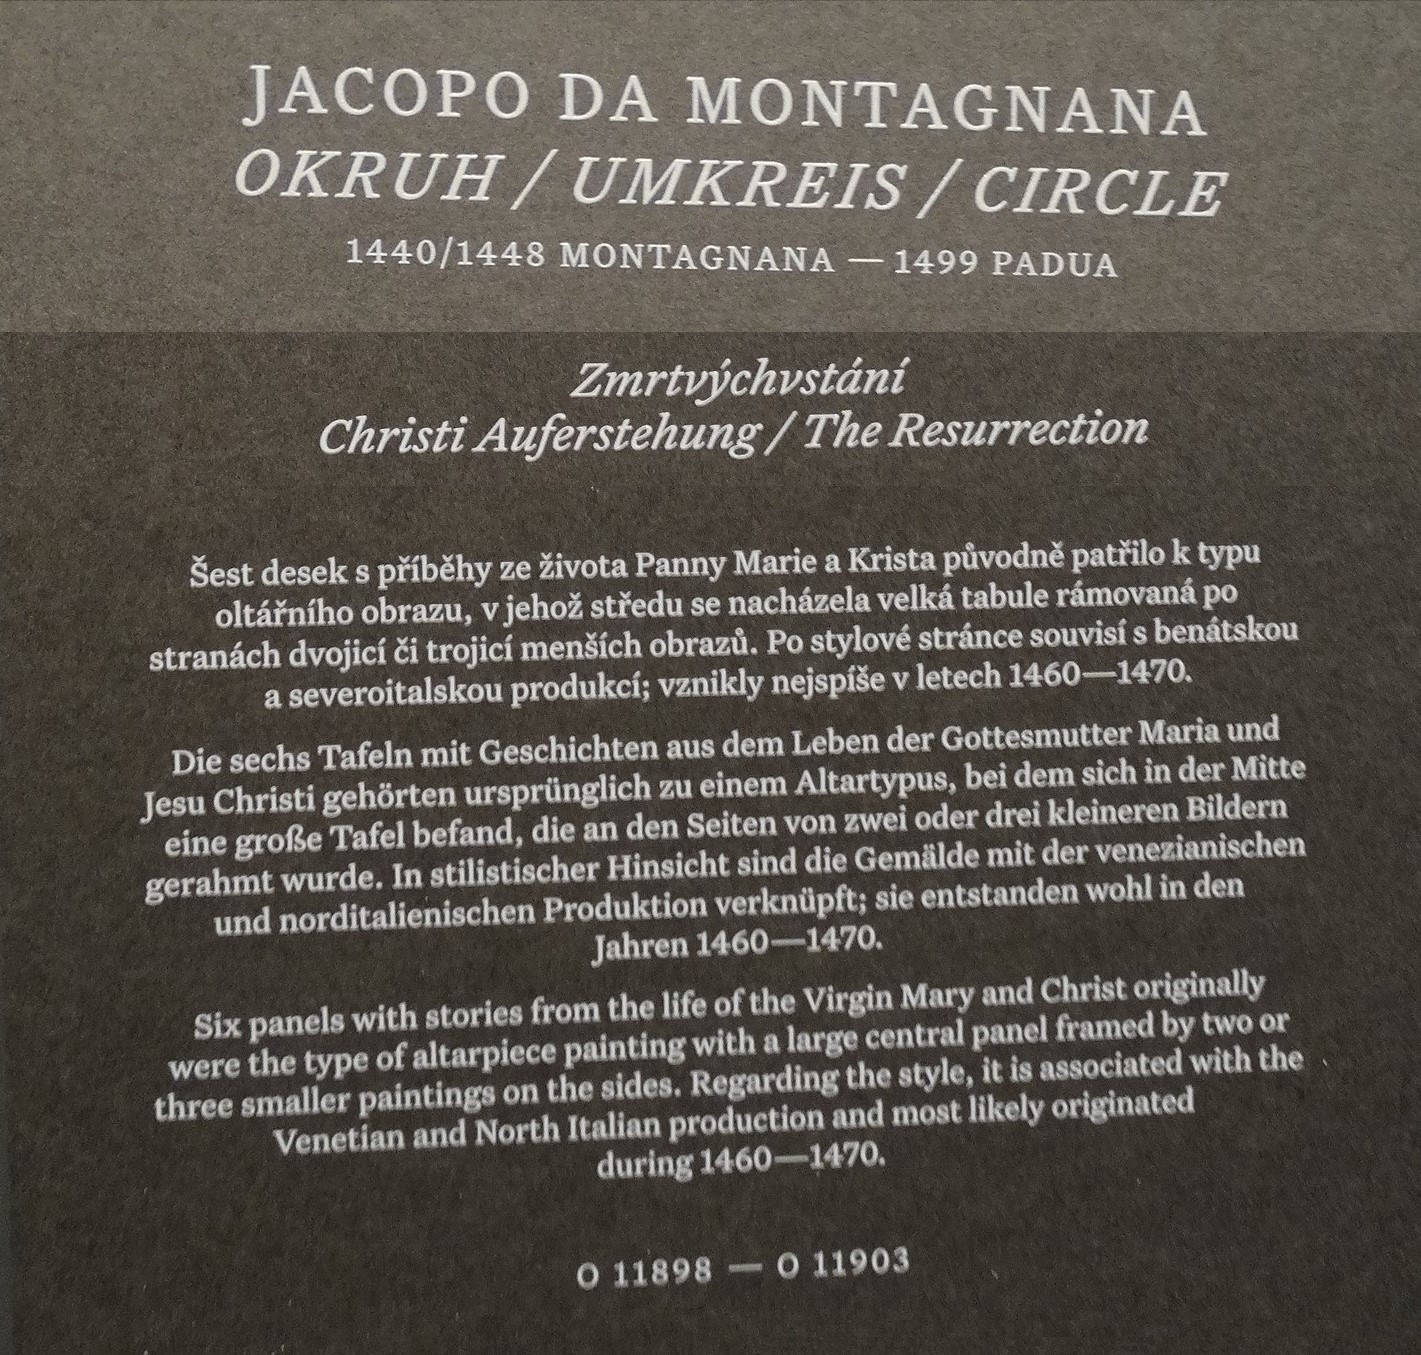 JACOPO DA MONTAGNANA
OKRUH / UMKREIS / CIRCLE
1440/1448 MONTAGNANA — 1499 PADUA
Zmrtvýchvstání
Christi Auferstehung / The Resurrection
Šest desek s příběhy ze života Panny Marie a Krista původně patřilo k typu
oltářního obrazu, v jehož středu se nacházela velká tabule rámovaná po
stranách dvojicí či trojicí menších obrazů. Po stylové stránce souvisí s benátskou
a severoitalskou produkcí; vznikly nejspíše v letech 1460—1470.
Die sechs Tafeln mit Geschichten aus dem Leben der Gottesmutter Maria und
Jesu Christi gehörten ursprünglich zu einem Altartypus, bei dem sich in der Mitte
eine große Tafel befand, die an den Seiten von zwei oder drei kleineren Bildern
gerahmt wurde. In stilistischer Hinsicht sind die Gemälde mit der venezianischen
und norditalienischen Produktion verknüpft; sie entstanden wohl in den
Jahren 1460—1470.
Six panels with stories from the life of the Virgin Mary and Christ originally
were the type of altarpiece painting with a large central panel framed by two or
three smaller paintings on the sides. Regarding the style, it is associated with the
Venetian and North Italian production and most likely originated
during 1460—1470.
O 11898 — O 11903